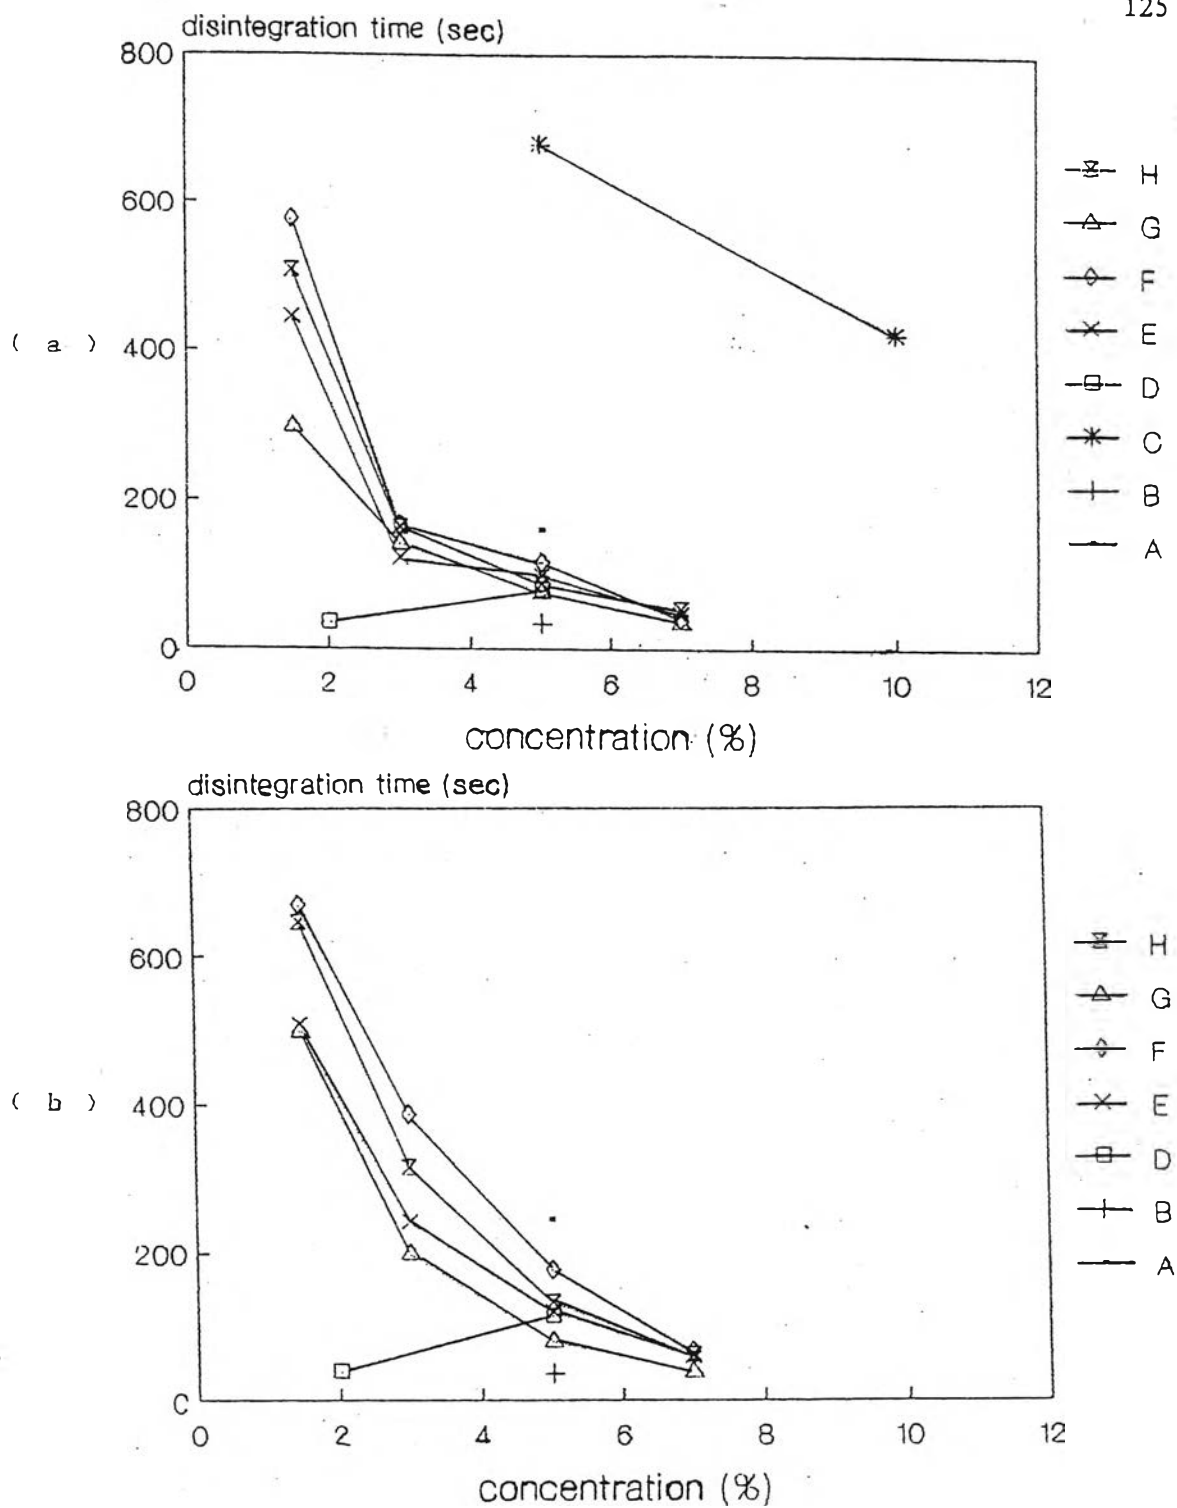 125
disintegration time (sec)
800
600
400
200
0
( a )
0 2 4 6 8 10 12
concentration (%)
H
G
F
E
D
C
B
A
disintegration time (sec)
800
600
400
200
C
( b )
0 2 4 6 8 10 12
concentration (%)
H
G
F
E
D
B
A